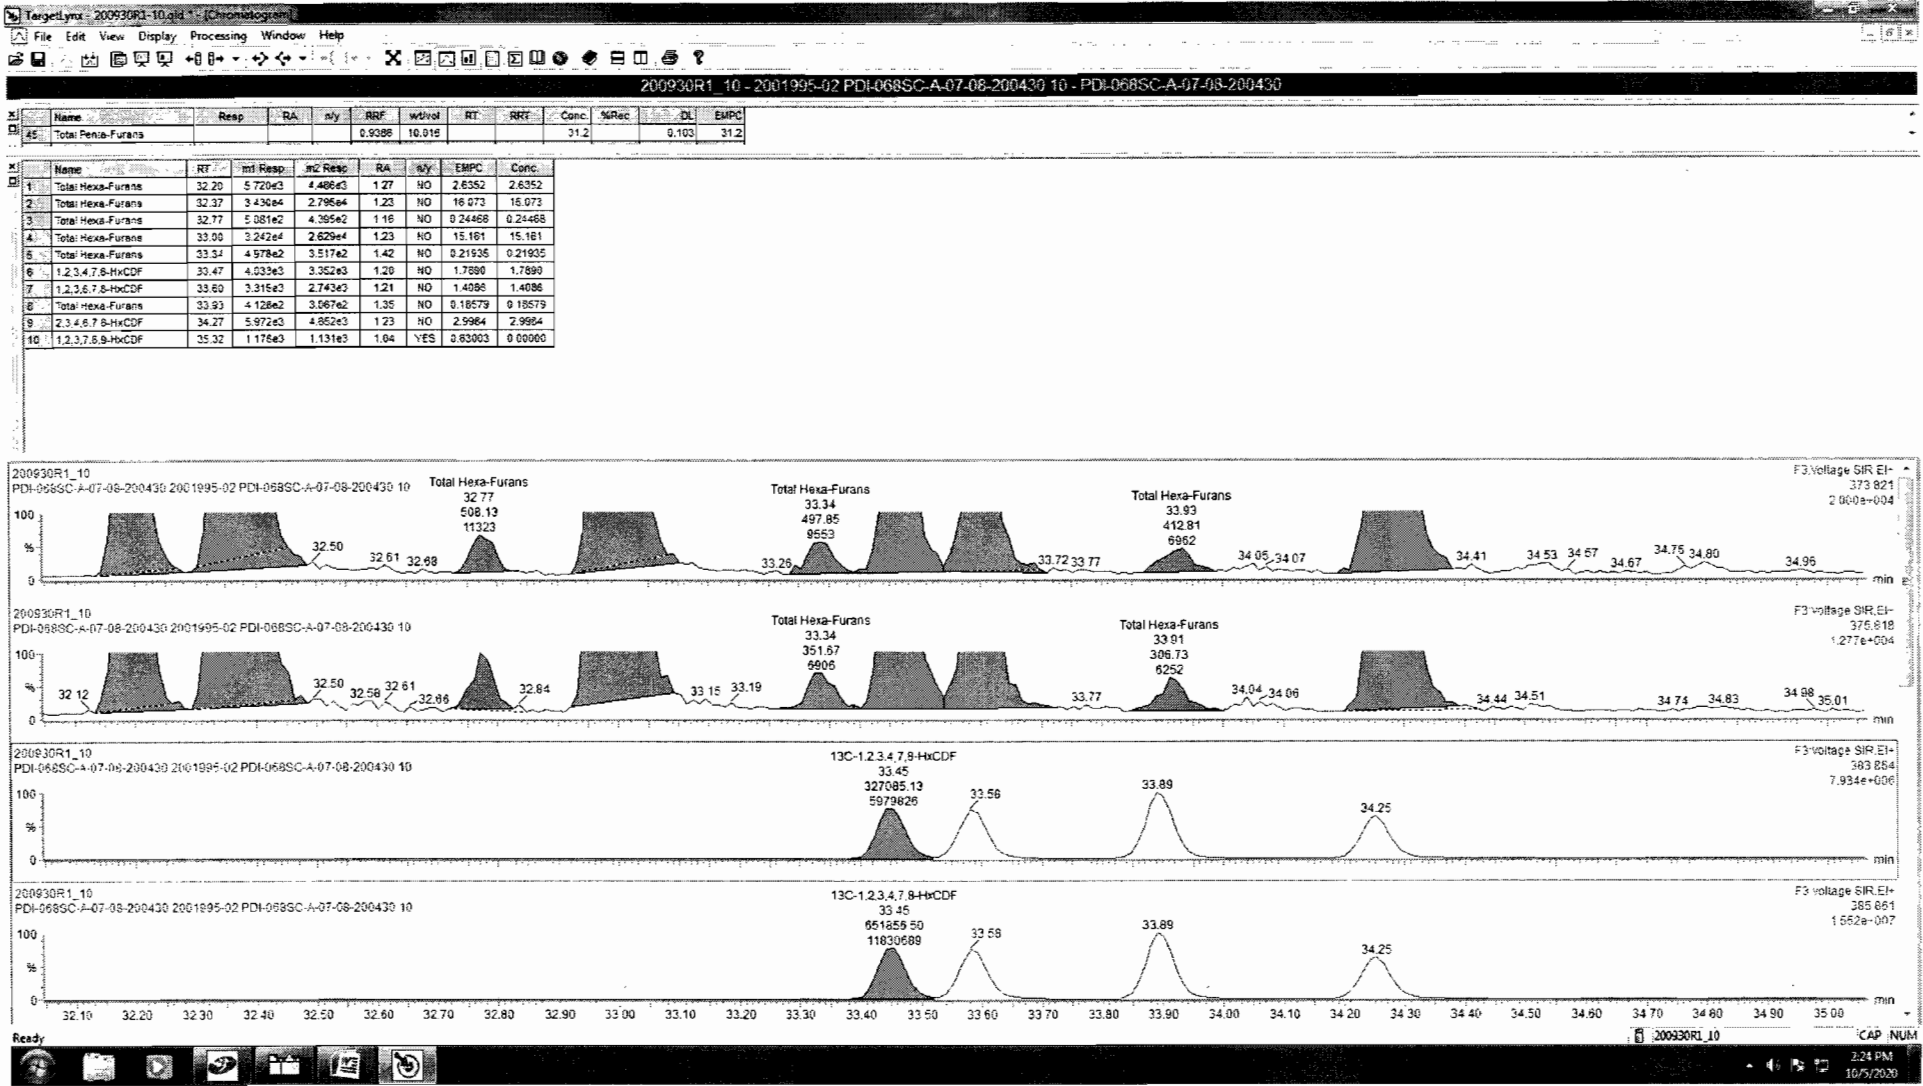 TargetLynx - 200930R1-10.qld * - [Chromatogram]
File Edit View Display Processing Window Help
200930R1_10 - 2001995-02 PDI-068SC-A-07-08-200430 10 - PDI-068SC-A-07-08-200430
Name Resp RA n/y RRF wt/vol RT RRT Conc. %Rec DL EMPC
45 Total Penta-Furans 0.9386 10.016 31.2 0.103 31.2
Name RT m1 Resp m2 Resp RA n/y EMPC Conc.
1 Total Hexa-Furans 32.20 5.720e3 4.486e3 1.27 NO 2.6352 2.6352
2 Total Hexa-Furans 32.37 3.430e4 2.795e4 1.23 NO 16.073 16.073
3 Total Hexa-Furans 32.77 5.081e2 4.395e2 1.16 NO 0.24468 0.24468
4 Total Hexa-Furans 33.00 3.242e4 2.629e4 1.23 NO 15.161 15.161
5 Total Hexa-Furans 33.34 4.978e2 3.517e2 1.42 NO 0.21935 0.21935
6 1,2,3,4,7,8-HxCDF 33.47 4.033e3 3.352e3 1.20 NO 1.7890 1.7890
7 1,2,3,6,7,8-HxCDF 33.60 3.315e3 2.743e3 1.21 NO 1.4086 1.4086
8 Total Hexa-Furans 33.93 4.128e2 3.067e2 1.35 NO 0.18579 0.18579
9 2,3,4,6,7,8-HxCDF 34.27 5.972e3 4.852e3 1.23 NO 2.9984 2.9984
10 1,2,3,7,8,9-HxCDF 35.32 1.176e3 1.131e3 1.04 YES 0.63003 0.00000
200930R1_10
PDI-068SC-A-07-08-200430 2001995-02 PDI-068SC-A-07-08-200430 10
F3:Voltage SIR,EI+
373.821
2.000e+004
Total Hexa-Furans
32.77
508.13
11323
Total Hexa-Furans
33.34
497.85
9553
Total Hexa-Furans
33.93
412.81
6962
100
%
0
32.50 32.61 32.68 33.26 33.72 33.77 34.05 34.07 34.41 34.53 34.57 34.67 34.75 34.80 34.96
min
200930R1_10
PDI-068SC-A-07-08-200430 2001995-02 PDI-068SC-A-07-08-200430 10
F3:Voltage SIR,EI+
375.818
1.277e+004
Total Hexa-Furans
33.34
351.67
6906
Total Hexa-Furans
33.91
306.73
6252
100
%
0
32.12 32.50 32.58 32.61 32.66 32.84 33.15 33.19 33.77 34.04 34.06 34.44 34.51 34.74 34.83 34.98 35.01
min
200930R1_10
PDI-068SC-A-07-08-200430 2001995-02 PDI-068SC-A-07-08-200430 10
F3:Voltage SIR,EI+
383.864
7.934e+006
13C-1,2,3,4,7,8-HxCDF
33.45
327085.13
5979826
33.56 33.89 34.25
100
%
0
min
200930R1_10
PDI-068SC-A-07-08-200430 2001995-02 PDI-068SC-A-07-08-200430 10
F3:Voltage SIR,EI+
385.861
1.552e+007
13C-1,2,3,4,7,8-HxCDF
33.45
651856.50
11830689
33.58 33.89 34.25
100
%
0
min
32.10 32.20 32.30 32.40 32.50 32.60 32.70 32.80 32.90 33.00 33.10 33.20 33.30 33.40 33.50 33.60 33.70 33.80 33.90 34.00 34.10 34.20 34.30 34.40 34.50 34.60 34.70 34.80 34.90 35.00
Ready
200930R1_10
CAP NUM
2:24 PM
10/5/2020